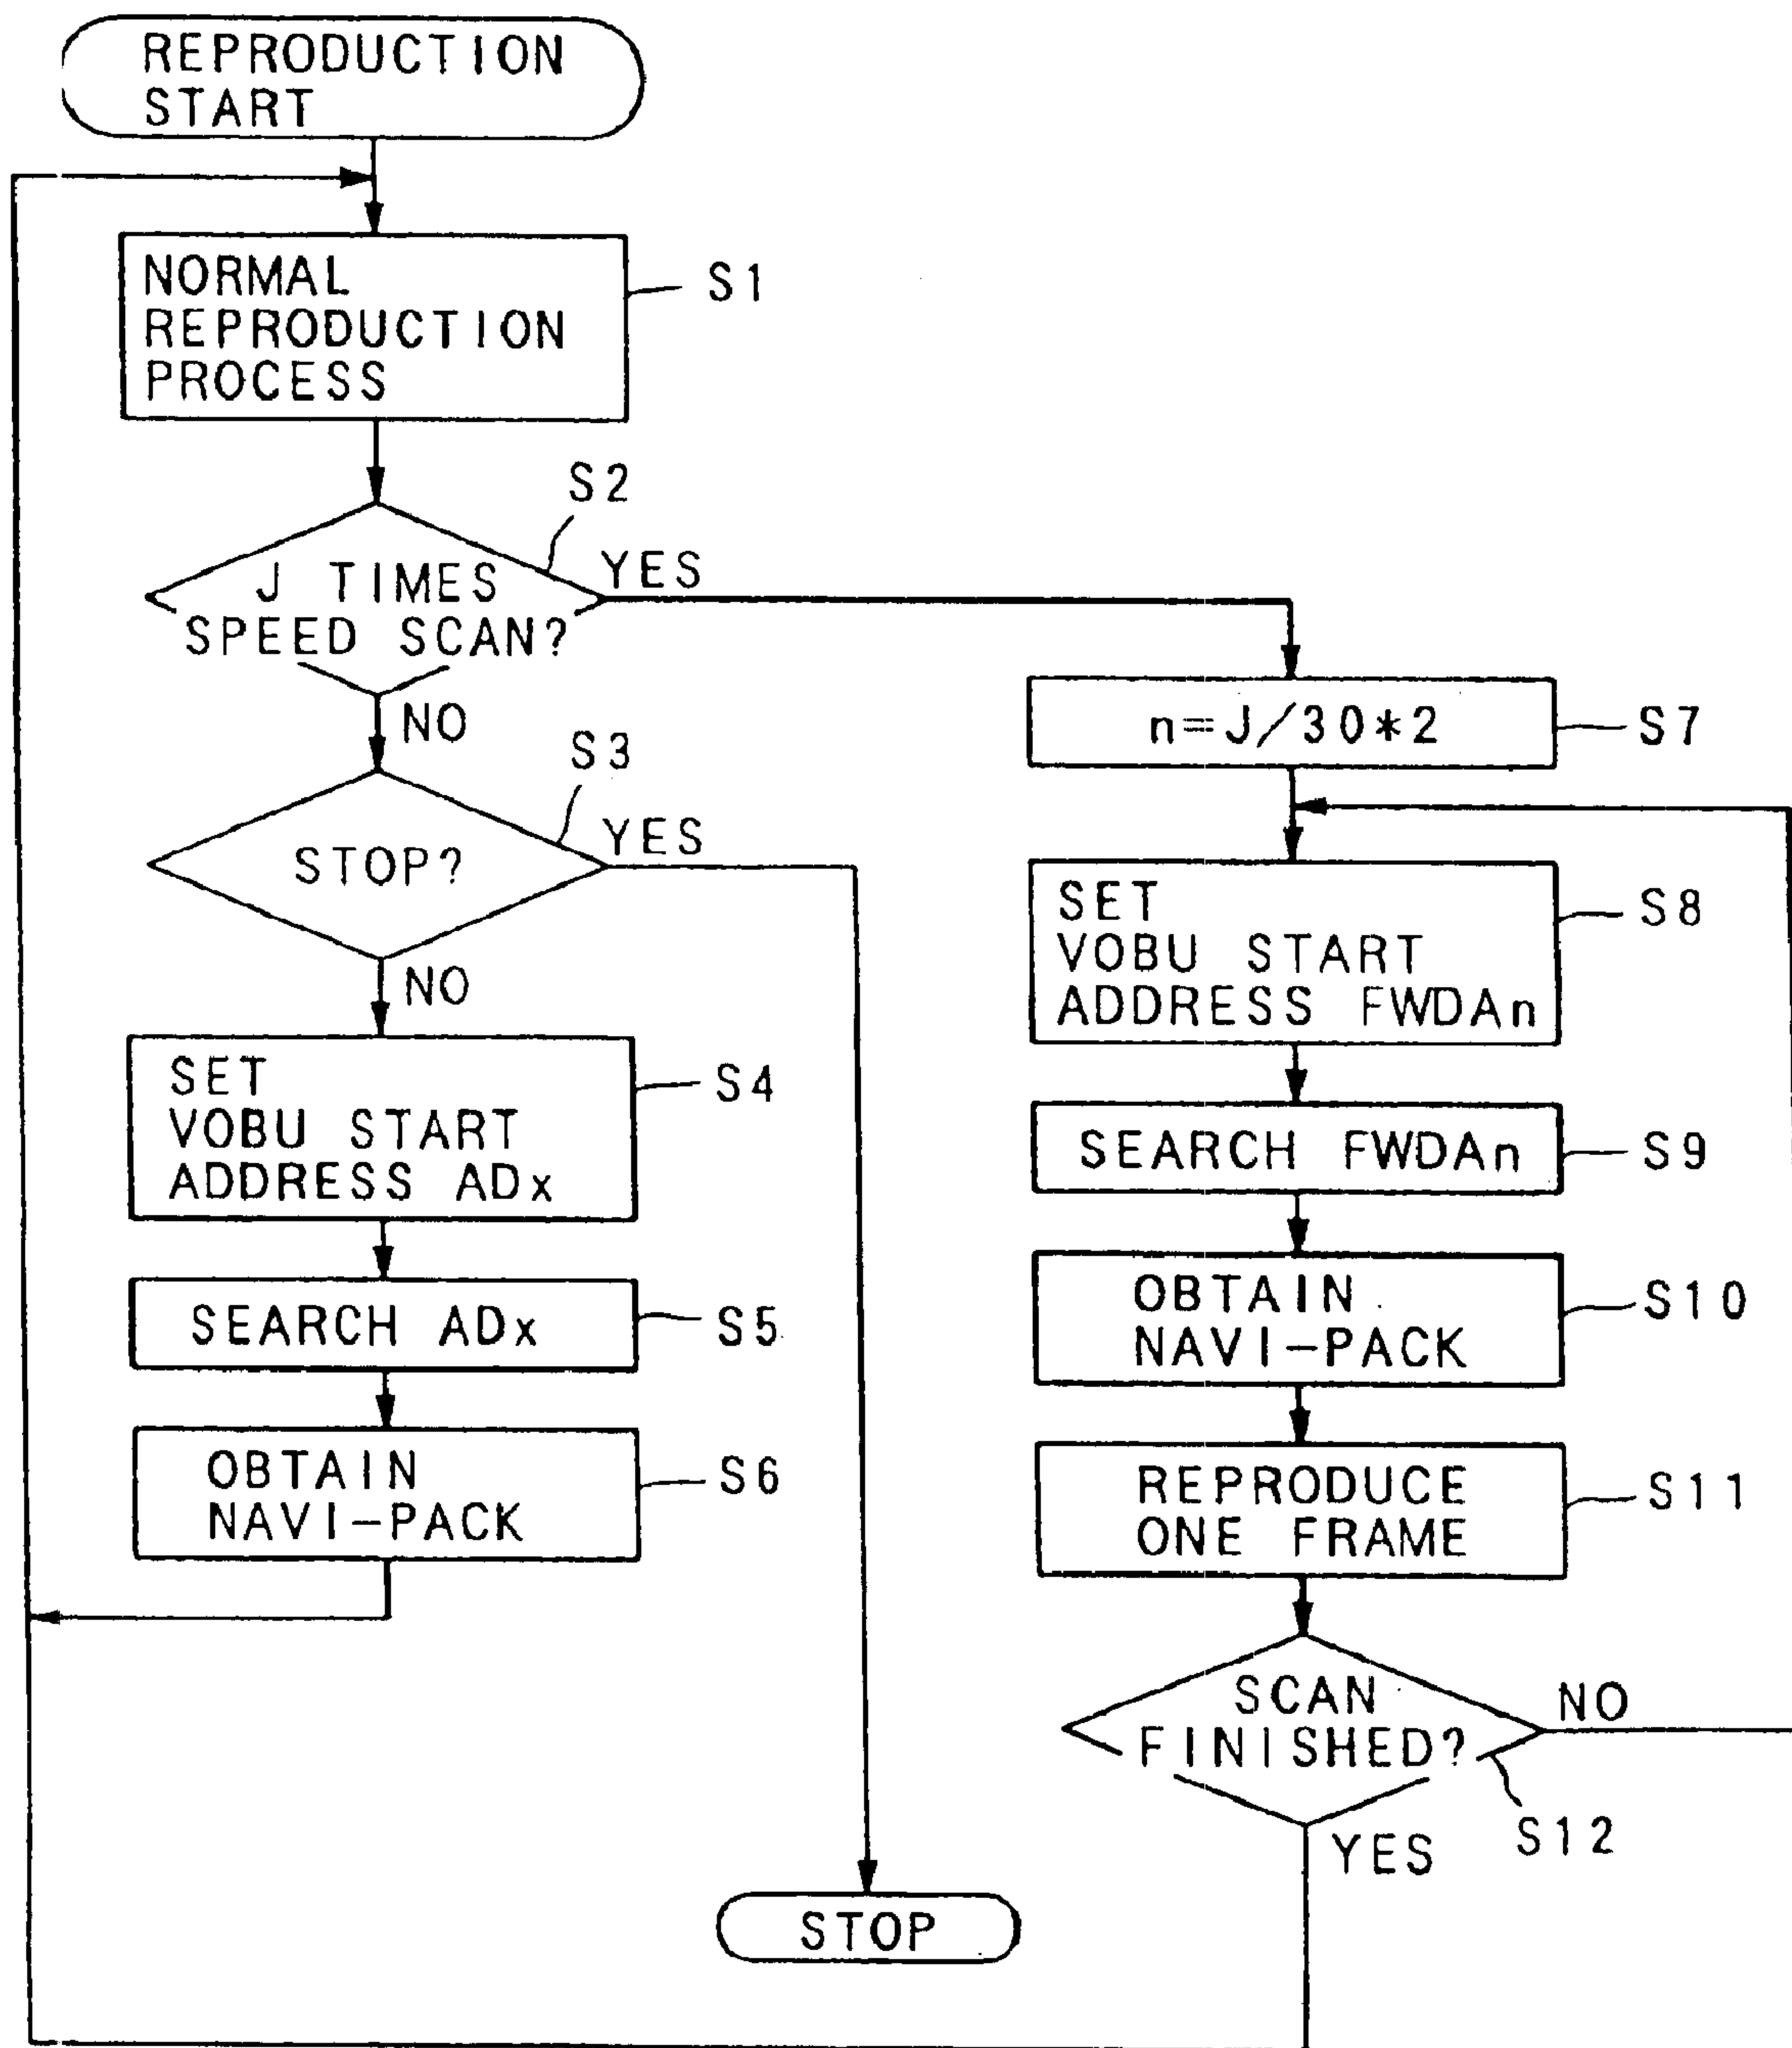 REPRODUCTION
START
NORMAL
REPRODUCTION
PROCESS
S1
S2
J TIMES
SPEED SCAN?
YES
NO
S3
STOP?
YES
NO
SET
VOBU START
ADDRESS ADx
S4
SEARCH ADx
S5
OBTAIN
NAVI-PACK
S6
STOP
n=J/30*2
S7
SET
VOBU START
ADDRESS FWDAn
S8
SEARCH FWDAn
S9
OBTAIN
NAVI-PACK
S10
REPRODUCE
ONE FRAME
S11
SCAN
FINISHED?
NO
S12
YES